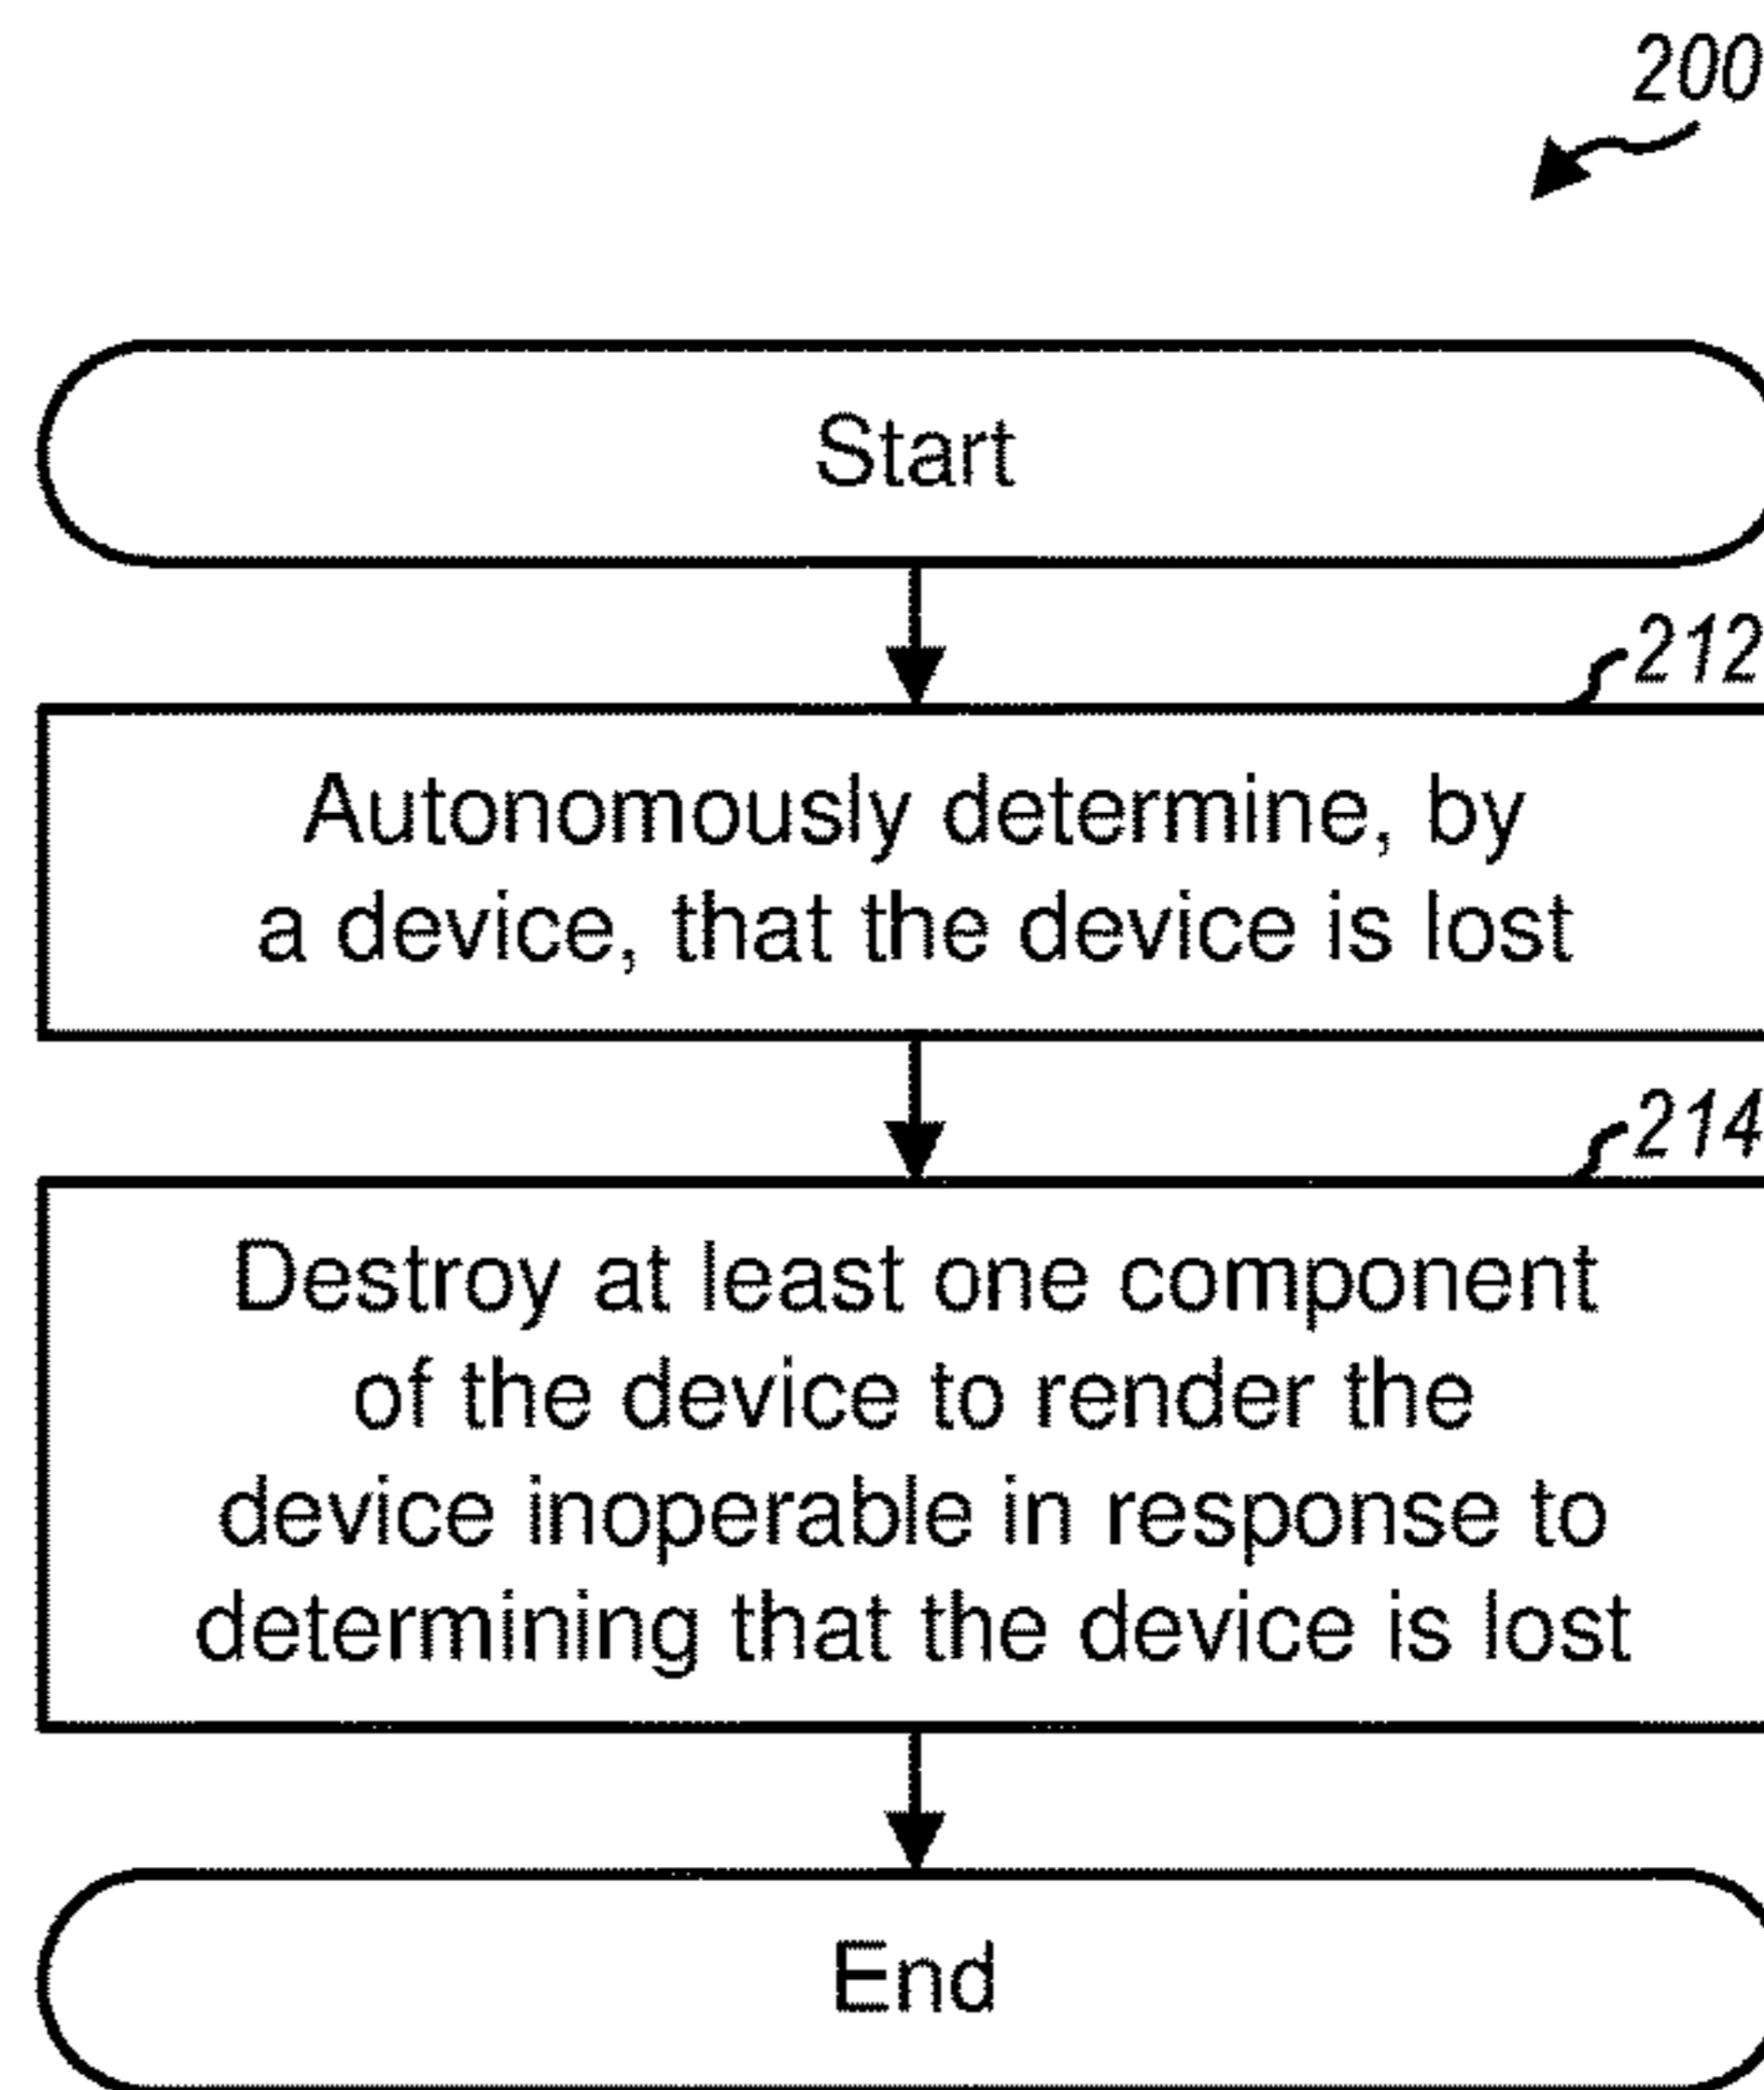 200
Start
212
Autonomously determine, by
a device, that the device is lost
214
Destroy at least one component
of the device to render the
device inoperable in response to
determining that the device is lost
End